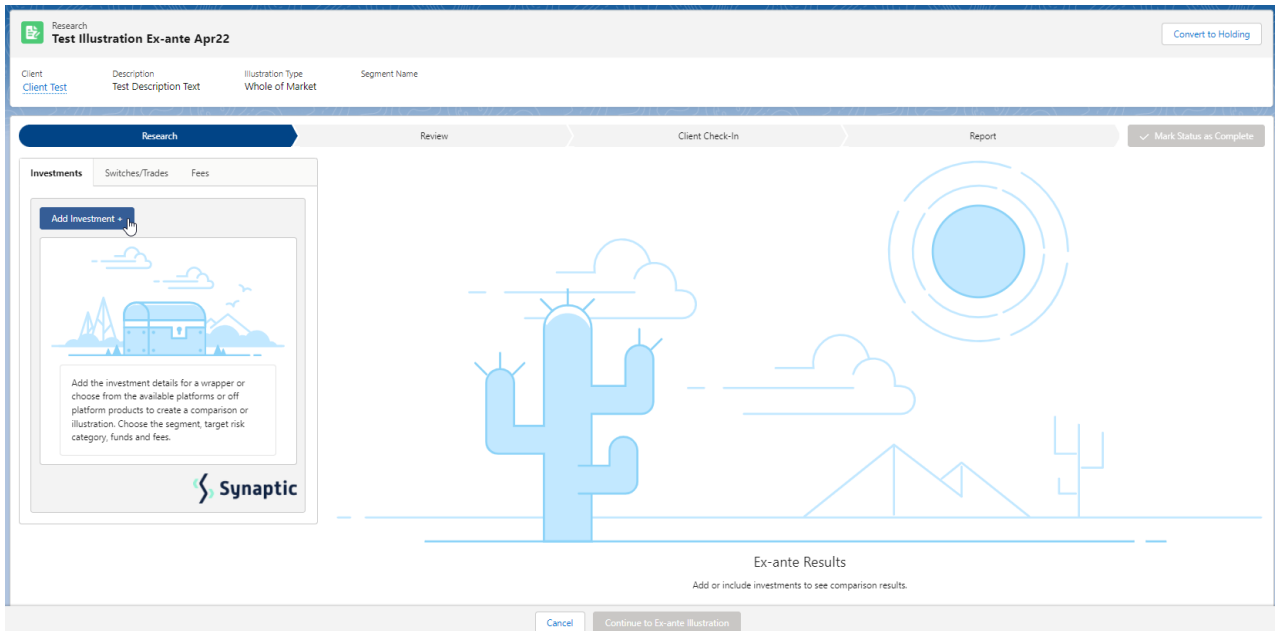 Research
Test Illustration Ex-ante Apr22
Convert to Holding
Client
Description
Illustration Type
Segment Name
Client Test
Test Description Text
Whole of Market
Research
Review
Client Check-In
Report
Mark Status as Complete
Investments
Switches/Trades
Fees
Add Investment +
Add the investment details for a wrapper or
choose from the available platforms or off
platform products to create a comparison or
illustration. Choose the segment, target risk
category, funds and fees.
Synaptic
Ex-ante Results
Add or include investments to see comparison results.
Cancel
Continue to Ex-ante Illustration